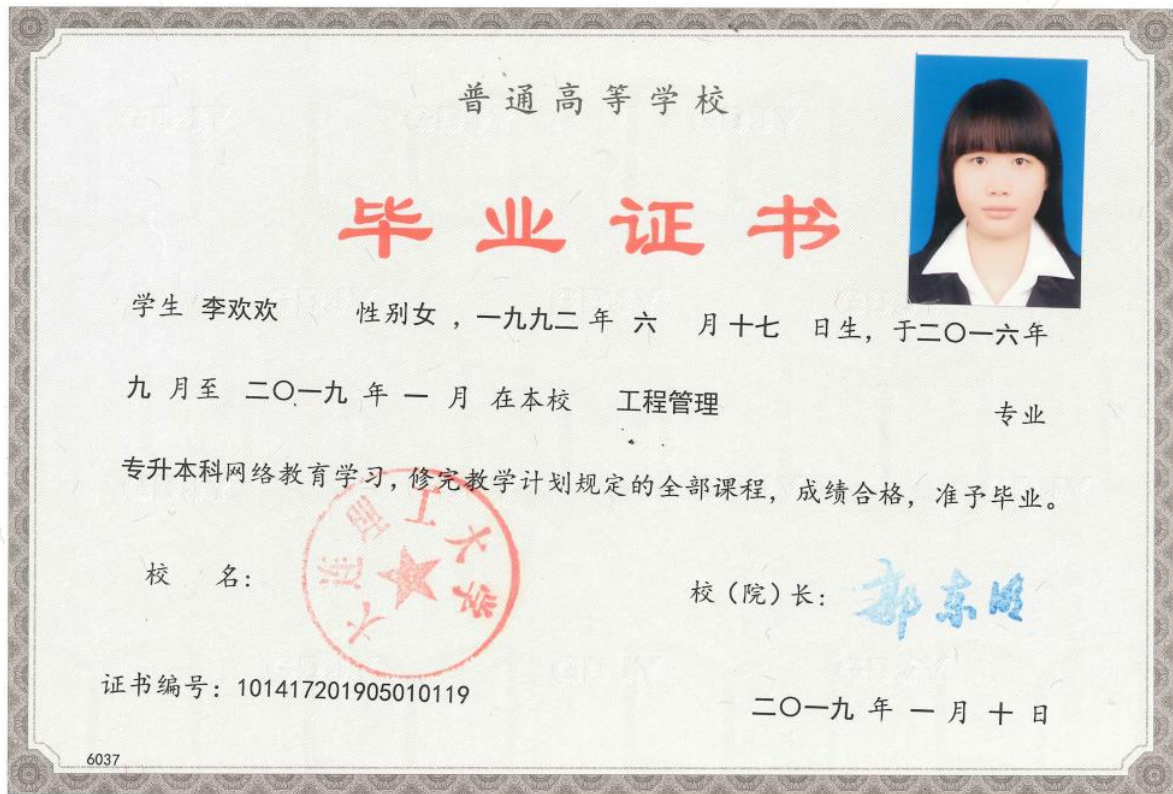 普通高等学校
毕业证书
学生 李欢欢 性别女 ，一九九二 年 六 月十七 日生，于二〇一六年
九 月至 二〇一九 年 一 月 在本校 工程管理 专业
专升本科网络教育学习，修完教学计划规定的全部课程，成绩合格，准予毕业。
校 名：
大连理工大学
校（院）长： 郭东明
证书编号：101417201905010119
二〇一九 年 一 月 十 日
6037